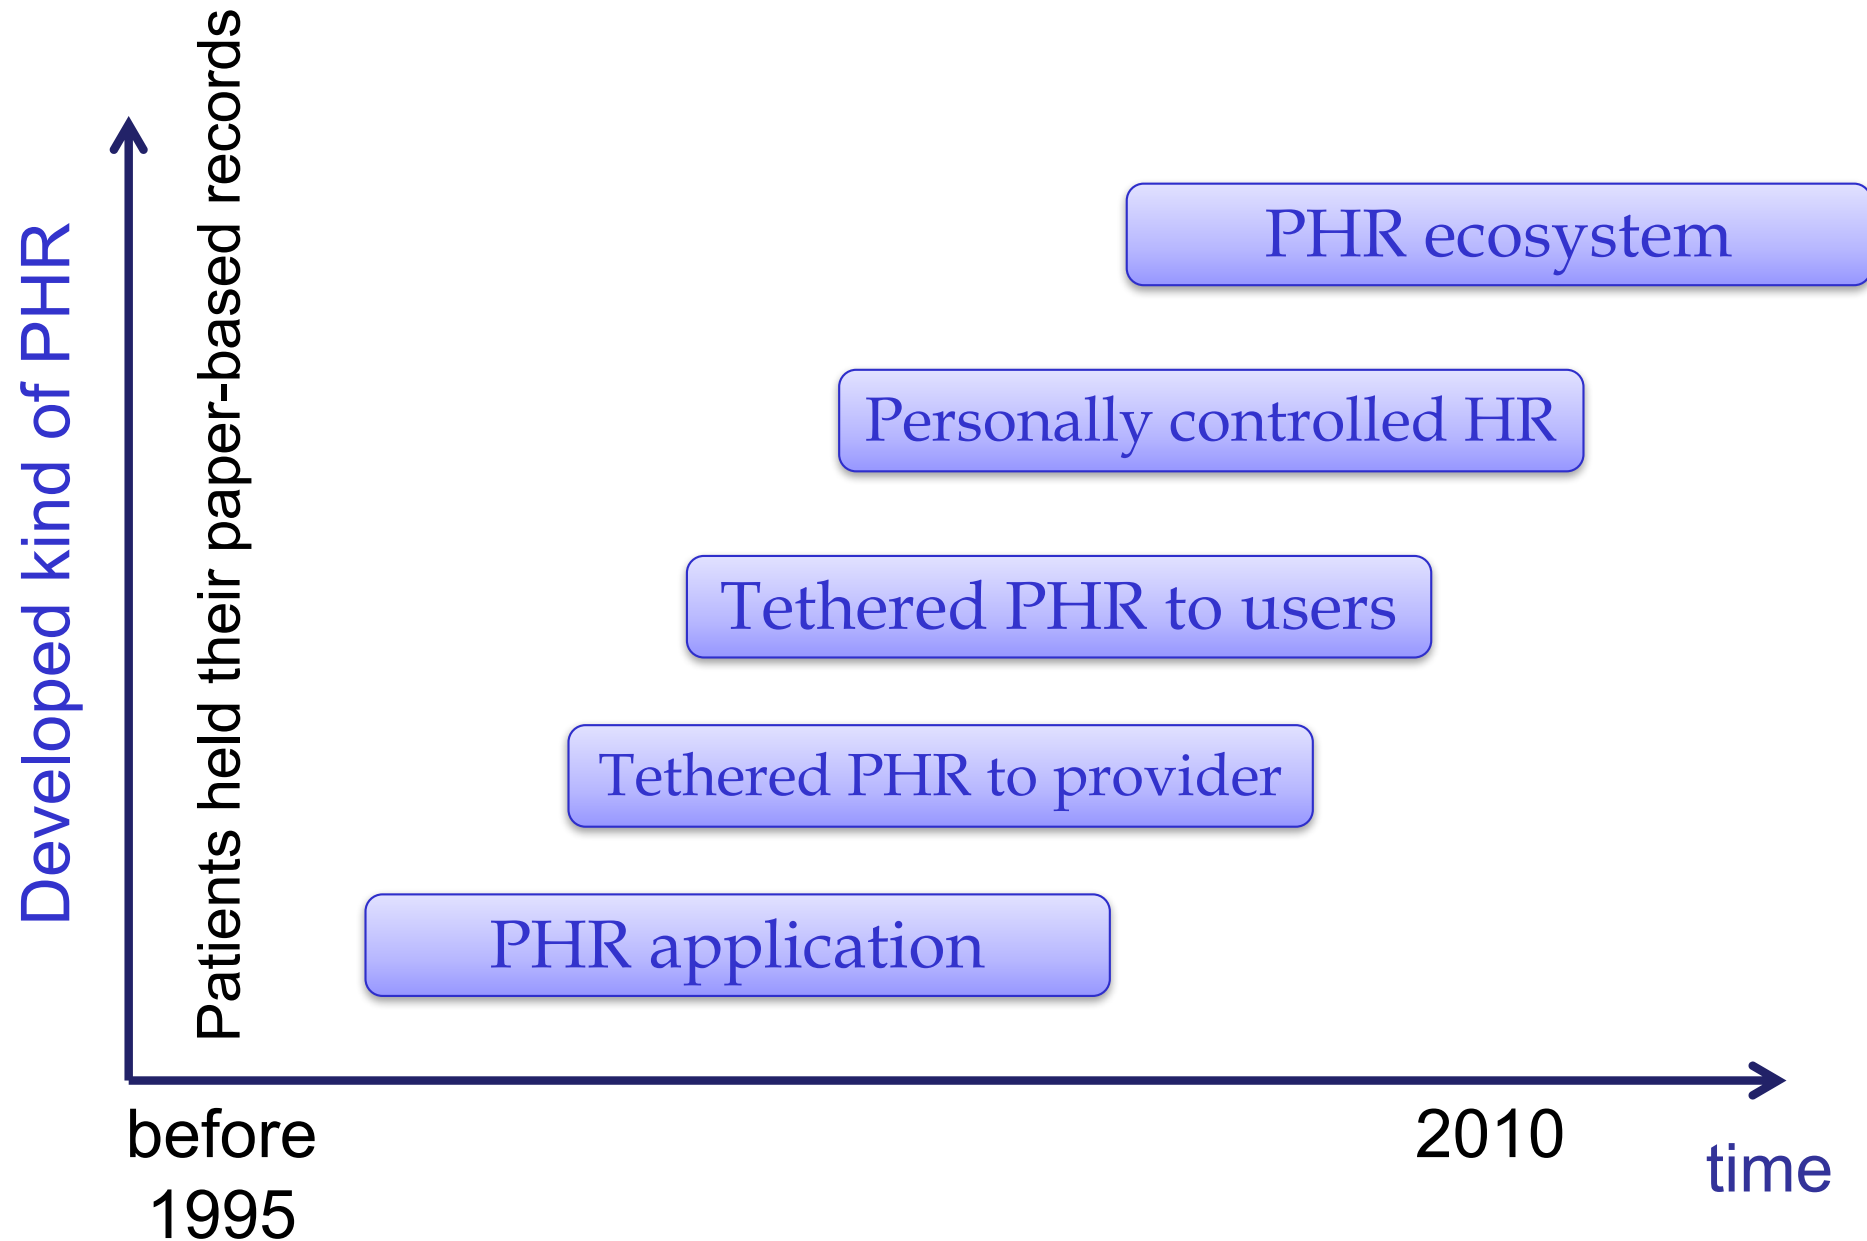 Developed kind of PHR
Patients held their paper-based records
PHR ecosystem
Personally controlled HR
Tethered PHR to users
Tethered PHR to provider
PHR application
before
1995
2010
time